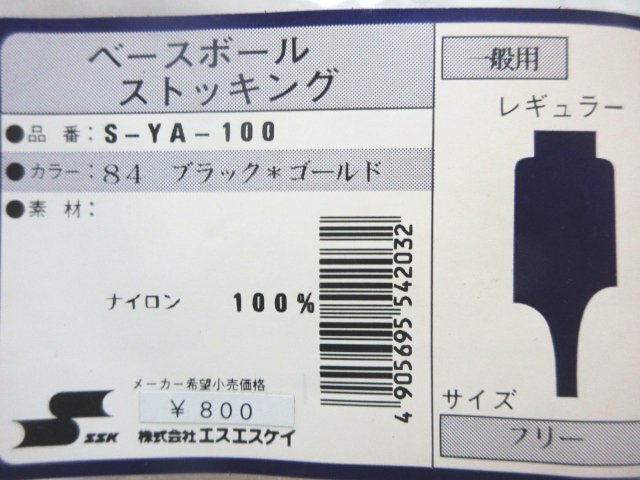 ベースボール
ストッキング
一般用
●品番：S-YA-100
レギュラー
●カラー：84 ブラック＊ゴールド
●素材：
ナイロン 100%
4 905695 542032
メーカー希望小売価格
¥800
サイズ
フリー
SSK 株式会社エスエスケイ